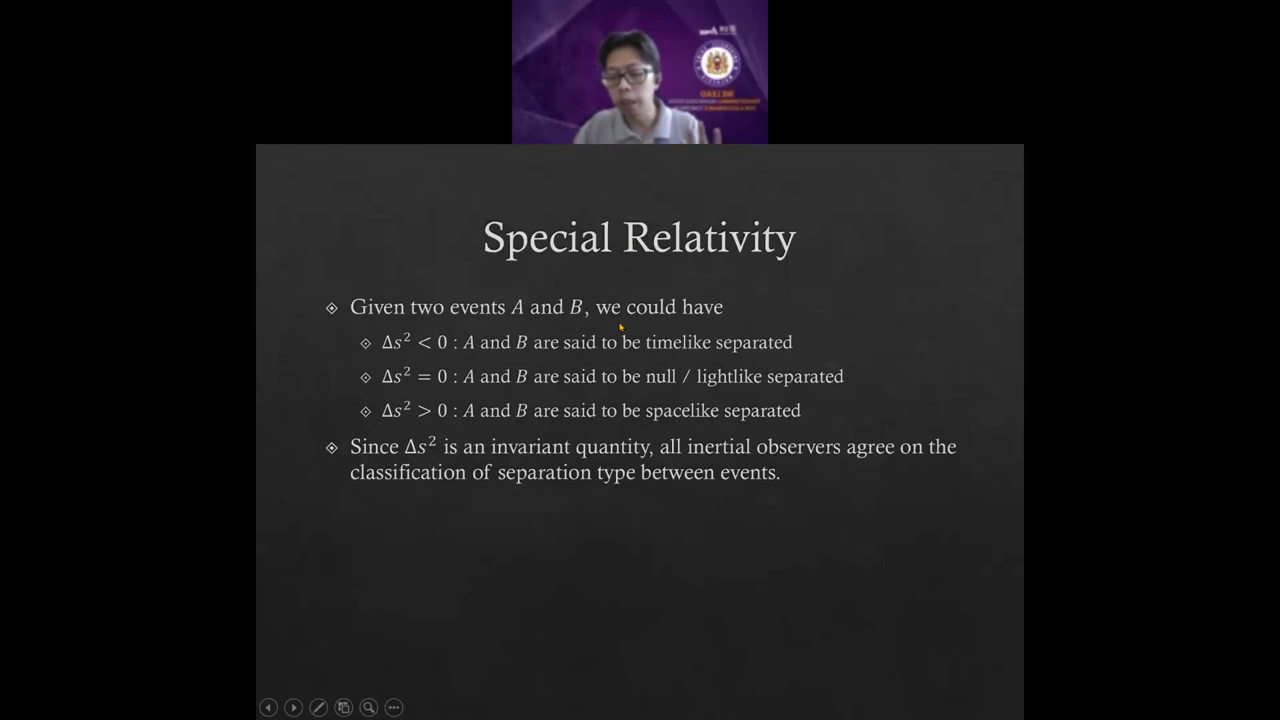 Special Relativity
Given two events A and B, we could have
Δs² < 0 : A and B are said to be timelike separated
Δs² = 0 : A and B are said to be null / lightlike separated
Δs² > 0 : A and B are said to be spacelike separated
Since Δs² is an invariant quantity, all inertial observers agree on the
classification of separation type between events.